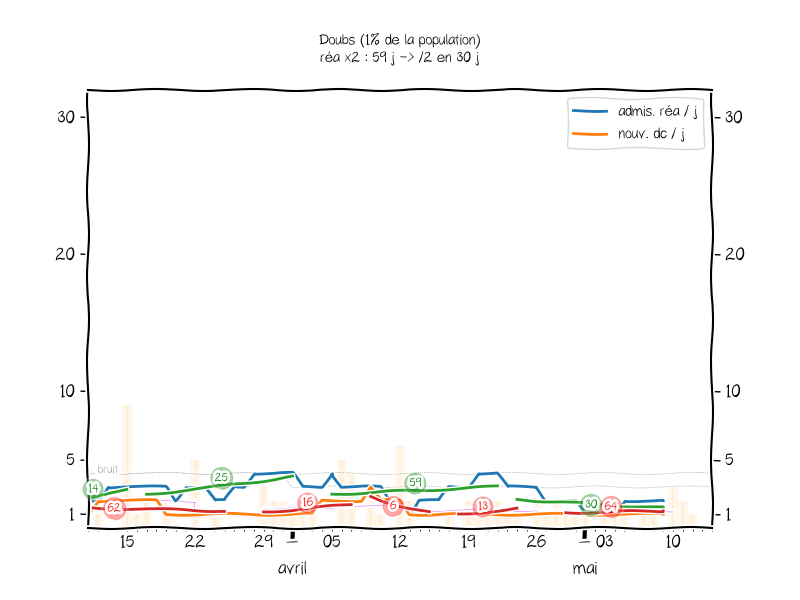 Doubs (1% de la population)
réa x2 : 59 j -> /2 en 30 j
admis. réa / j
nouv. dc / j
30 30
20 20
10 10
5 5
1 1
bruit
14 62 25 16 6 59 13 30 64
15 22 29 05 12 19 26 03 10
avril mai